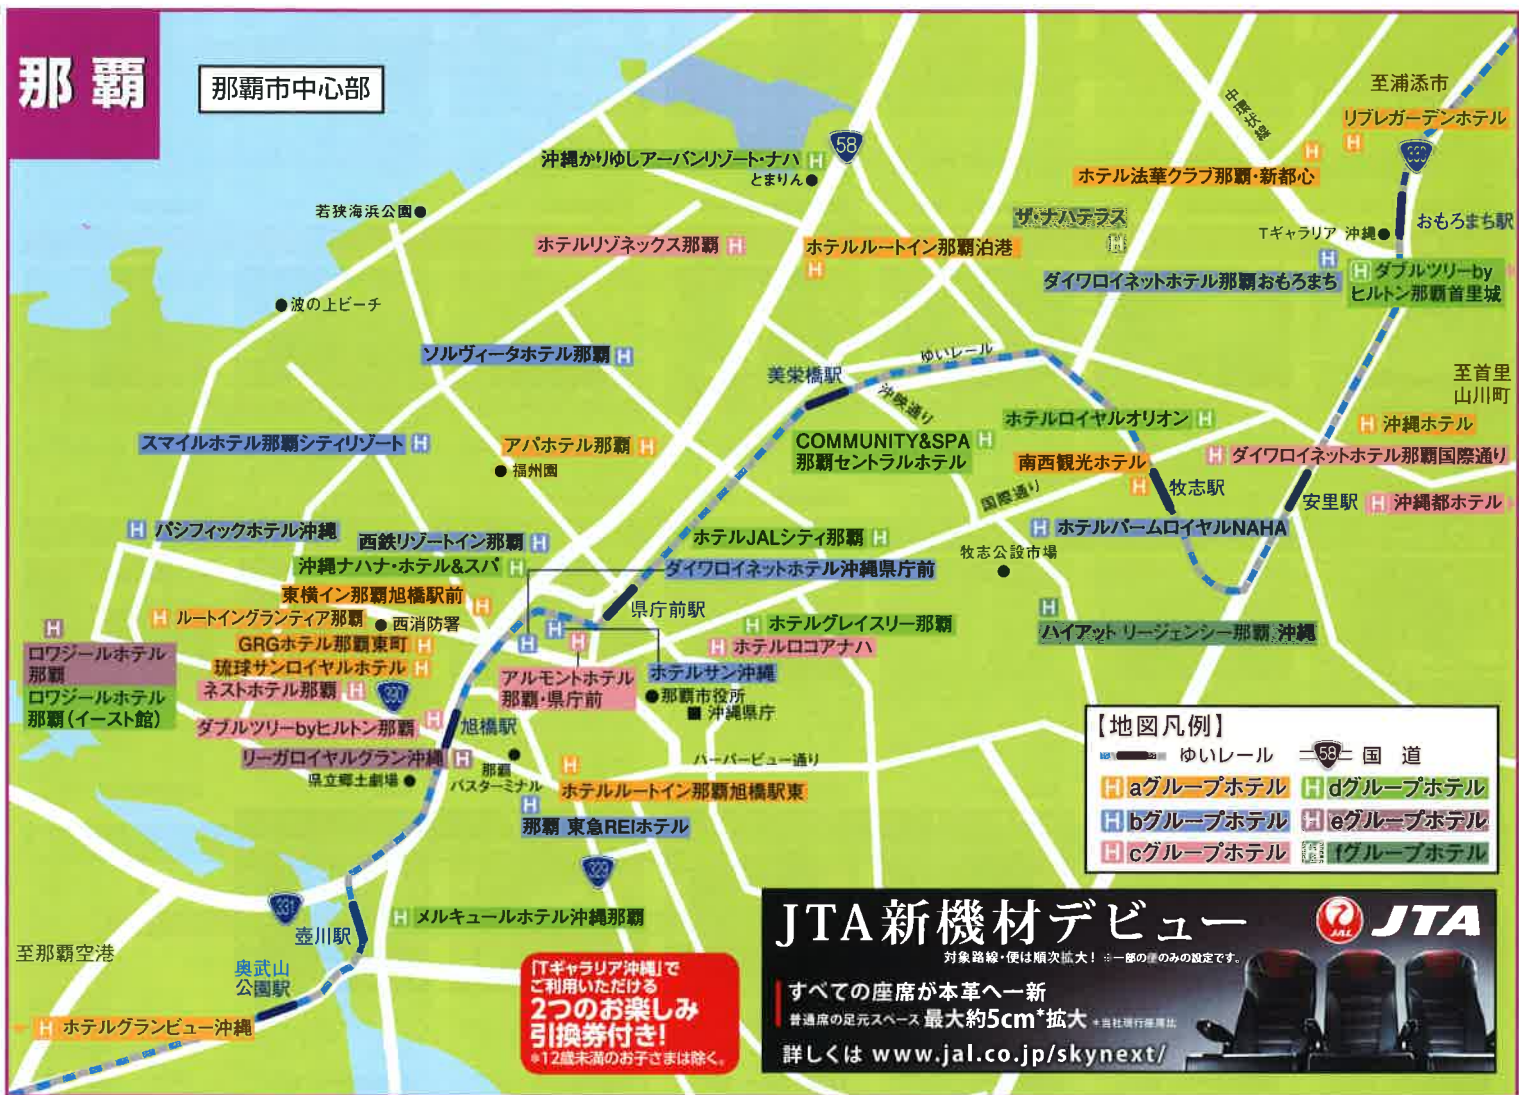 那覇
那覇市中心部
至浦添市
リブレガーデンホテル
H
中環状線
58
330
沖縄かりゆしアーバンリゾート・ナハ H
とまりん●
H
ホテル法華クラブ那覇・新都心
若狭海浜公園●
ザ・ナハテラス
H
おもろまち駅
Tギャラリア 沖縄●
ホテルリゾネックス那覇 H
ホテルルートイン那覇泊港
H
H
ダイワロイネットホテル那覇おもろまち
H ダブルツリーby
ヒルトン那覇首里城
●波の上ビーチ
ソルヴィータホテル那覇 H
ゆいレール
美栄橋駅
至首里
山川町
沖映通り
ホテルロイヤルオリオン H
H 沖縄ホテル
スマイルホテル那覇シティリゾート H
アパホテル那覇 H
●福州園
COMMUNITY&SPA H
那覇セントラルホテル
南西観光ホテル
H
H ダイワロイネットホテル那覇国際通り
国際通り
牧志駅
安里駅
H 沖縄都ホテル
H パシフィックホテル沖縄
西鉄リゾートイン那覇 H
ホテルJALシティ那覇 H
H ホテルパームロイヤルNAHA
牧志公設市場
●
沖縄ナハナ・ホテル&スパ H
ダイワロイネットホテル沖縄県庁前
東横イン那覇旭橋駅前 H
県庁前駅
H ルートイングランティア那覇
●西消防署
H ホテルグレイスリー那覇
H
ハイアット リージェンシー那覇 沖縄
H
ロワジールホテル
那覇
ロワジールホテル
那覇(イースト館)
GRGホテル那覇東町 H
琉球サンロイヤルホテル H
ネストホテル那覇 H
H
H
H
H ホテルロコアナハ
アルモントホテル
那覇・県庁前
ホテルサン沖縄
●那覇市役所
■沖縄県庁
ダブルツリーbyヒルトン那覇 H
旭橋駅
リーガロイヤルグラン沖縄 H
県立郷土劇場●
●
那覇
バスターミナル
ハーバービュー通り
H
ホテルルートイン那覇旭橋駅東
H
那覇 東急REIホテル
【地図凡例】
ゆいレール
58 国道
H aグループホテル
H dグループホテル
H bグループホテル
H eグループホテル
H cグループホテル
H fグループホテル
329
331
壺川駅
H メルキュールホテル沖縄那覇
至那覇空港
奥武山
公園駅
H ホテルグランビュー沖縄
「Tギャラリア沖縄」で
ご利用いただける
2つのお楽しみ
引換券付き!
*12歳未満のお子さまは除く。
JTA新機材デビュー
JAL
JTA
対象路線・便は順次拡大! ※一部の便のみの設定です。
すべての座席が本革へ一新
普通席の足元スペース 最大約5cm*拡大 *当社現行座席比
詳しくは www.jal.co.jp/skynext/